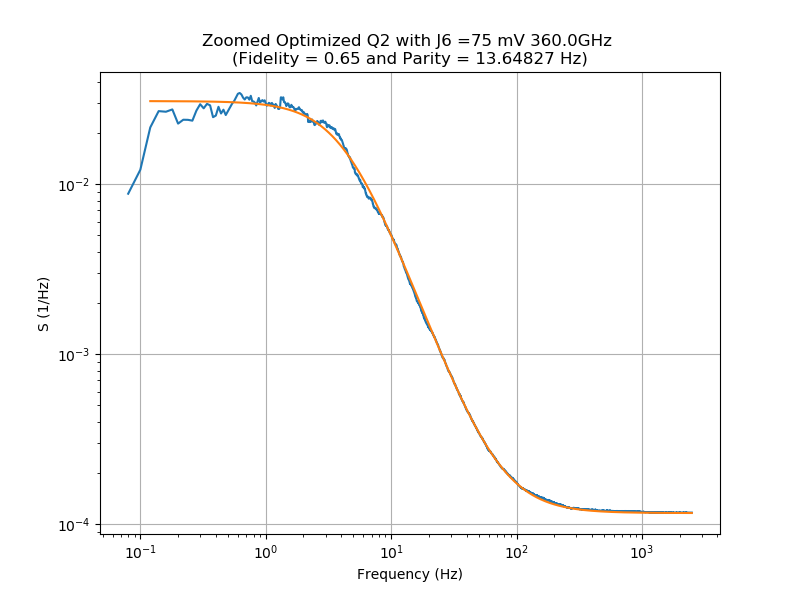 Zoomed Optimized Q2 with J6 =75 mV 360.0GHz
(Fidelity = 0.65 and Parity = 13.64827 Hz)
S (1/Hz)
10⁻²
10⁻³
10⁻⁴
10⁻¹ 10⁰ 10¹ 10² 10³
Frequency (Hz)